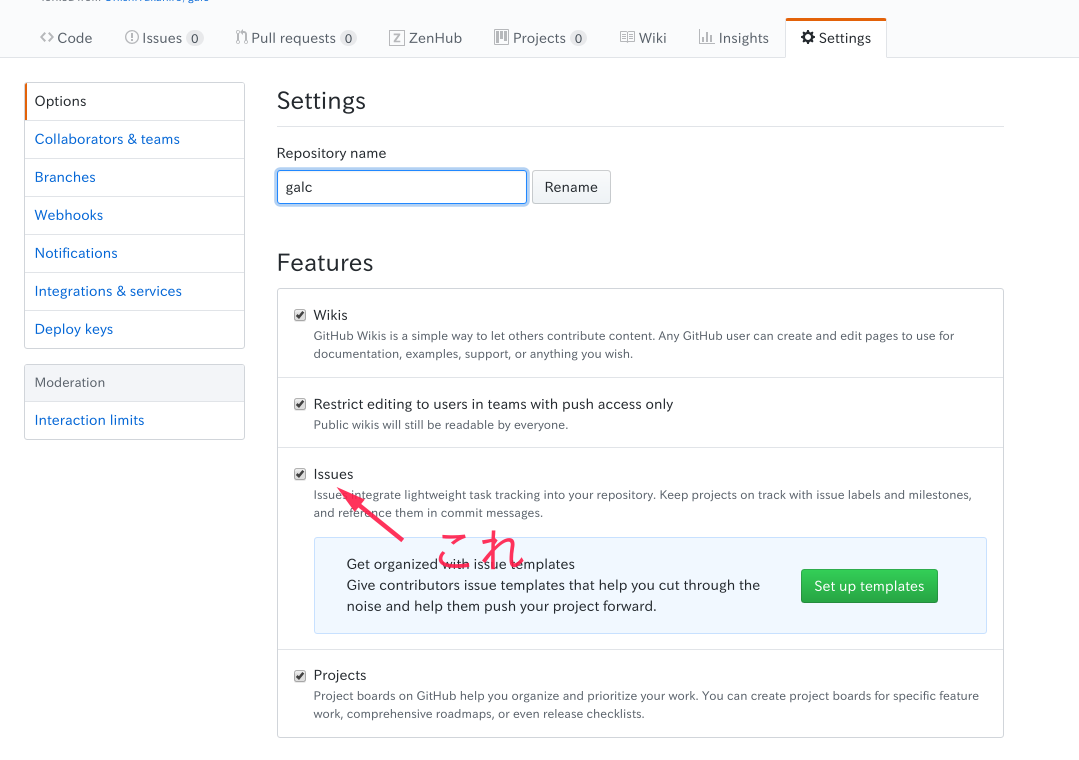 Code Issues 0 Pull requests 0 ZenHub Projects 0 Wiki Insights Settings
Options
Collaborators & teams
Branches
Webhooks
Notifications
Integrations & services
Deploy keys
Moderation
Interaction limits
Settings
Repository name
galc Rename
Features
Wikis
GitHub Wikis is a simple way to let others contribute content. Any GitHub user can create and edit pages to use for
documentation, examples, support, or anything you wish.
Restrict editing to users in teams with push access only
Public wikis will still be readable by everyone.
Issues
Issues integrate lightweight task tracking into your repository. Keep projects on track with issue labels and milestones,
and reference them in commit messages.
これ
Get organized with issue templates
Give contributors issue templates that help you cut through the
noise and help them push your project forward.
Set up templates
Projects
Project boards on GitHub help you organize and prioritize your work. You can create project boards for specific feature
work, comprehensive roadmaps, or even release checklists.